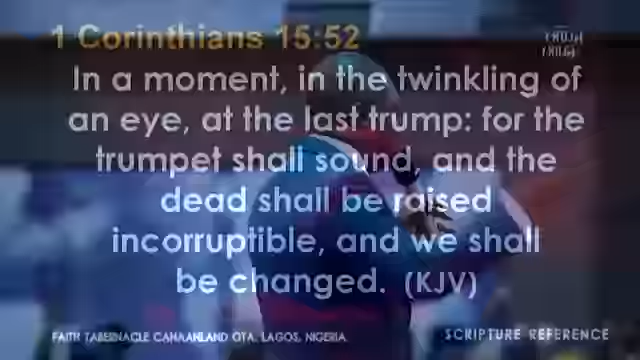 1 Corinthians 15:52
In a moment, in the twinkling of
an eye, at the last trump: for the
trumpet shall sound, and the
dead shall be raised
incorruptible, and we shall
be changed. (KJV)
FAITH TABERNACLE CANAANLAND OTA, LAGOS, NIGERIA.
SCRIPTURE REFERENCE